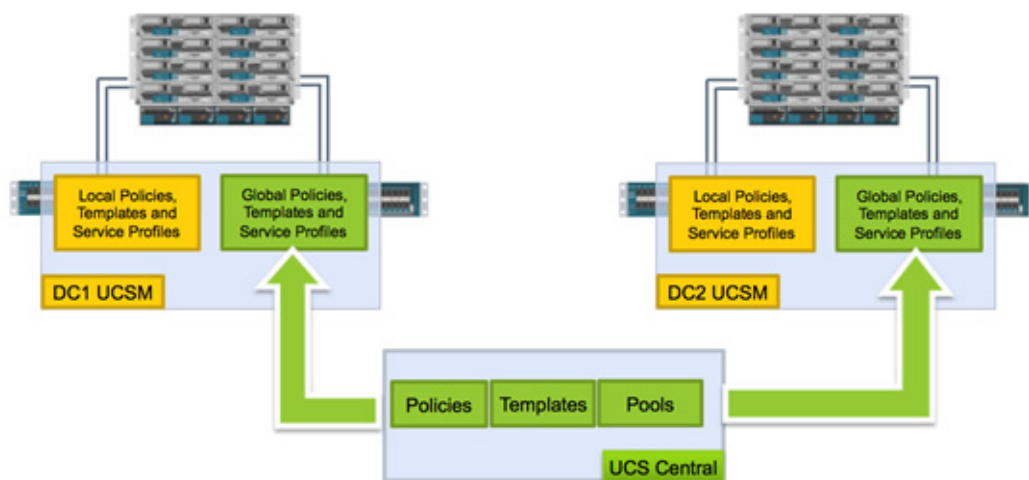 Local Policies,
Templates and
Service Profiles
Global Policies,
Templates and
Service Profiles
DC1 UCSM
Local Policies,
Templates and
Service Profiles
Global Policies,
Templates and
Service Profiles
DC2 UCSM
Policies
Templates
Pools
UCS Central